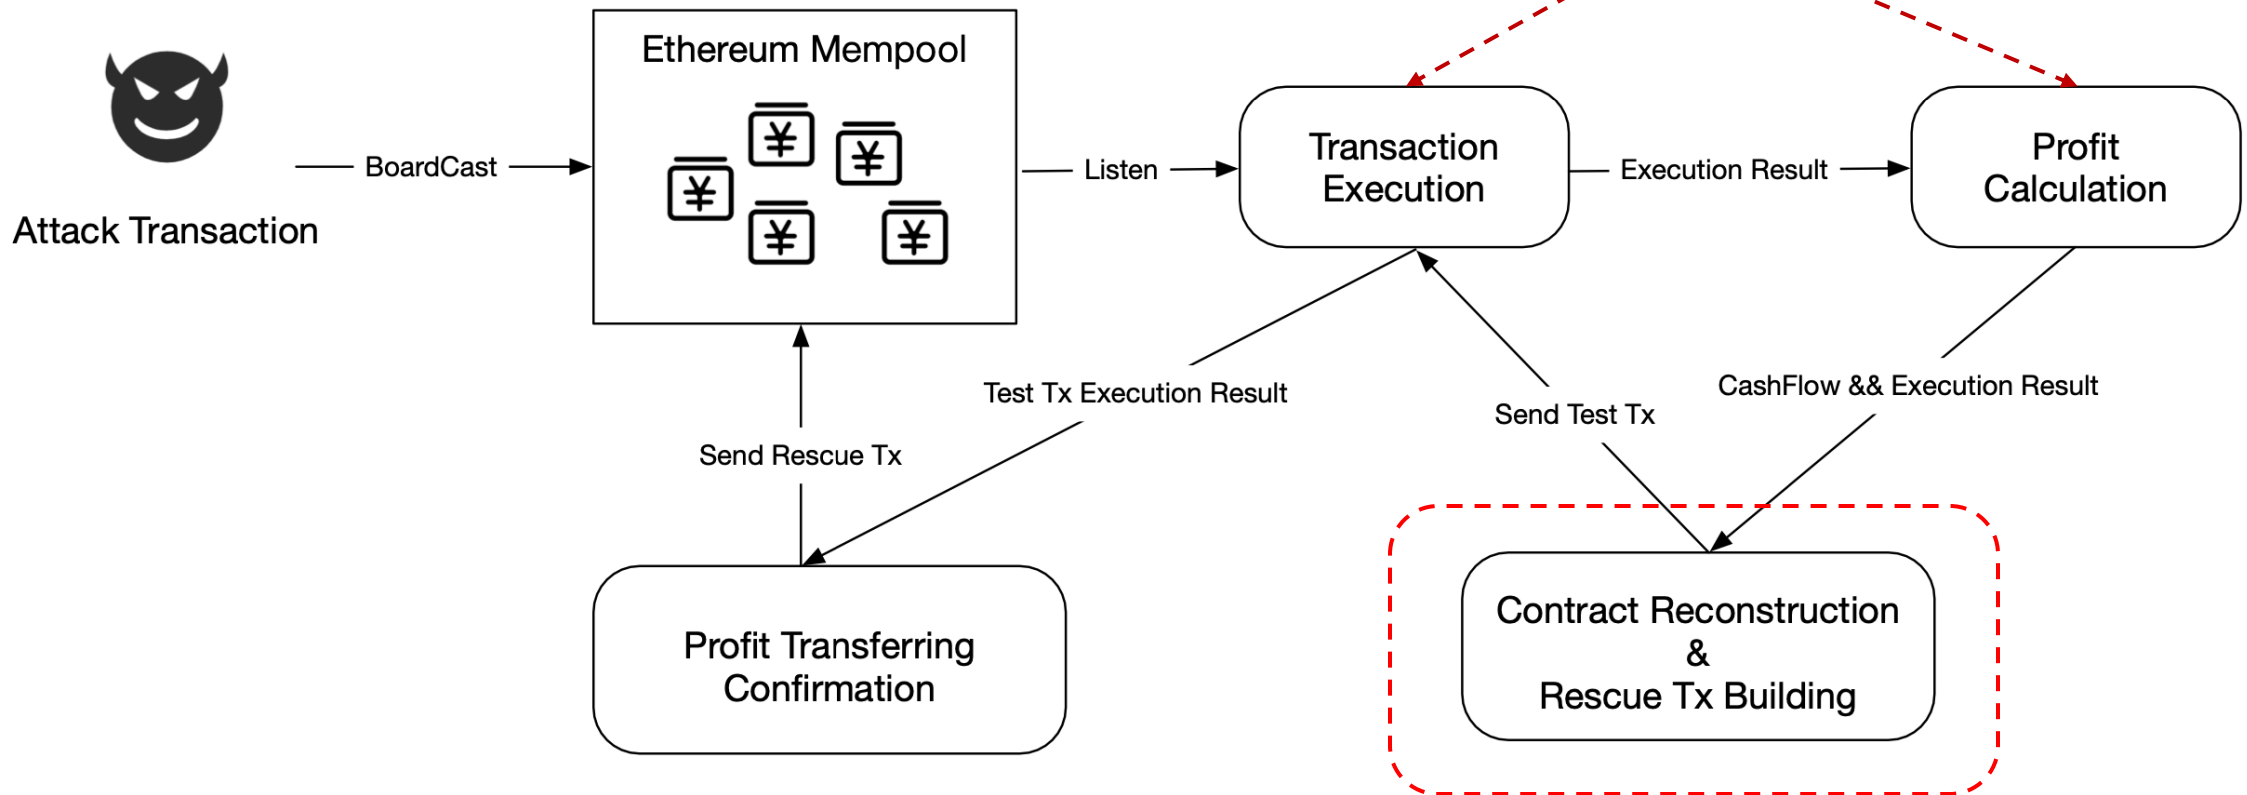 Ethereum Mempool
¥
¥
¥
¥
¥
Attack Transaction
BoardCast
Listen
Transaction
Execution
Execution Result
Profit
Calculation
Test Tx Execution Result
Send Test Tx
CashFlow && Execution Result
Send Rescue Tx
Profit Transferring
Confirmation
Contract Reconstruction
&
Rescue Tx Building